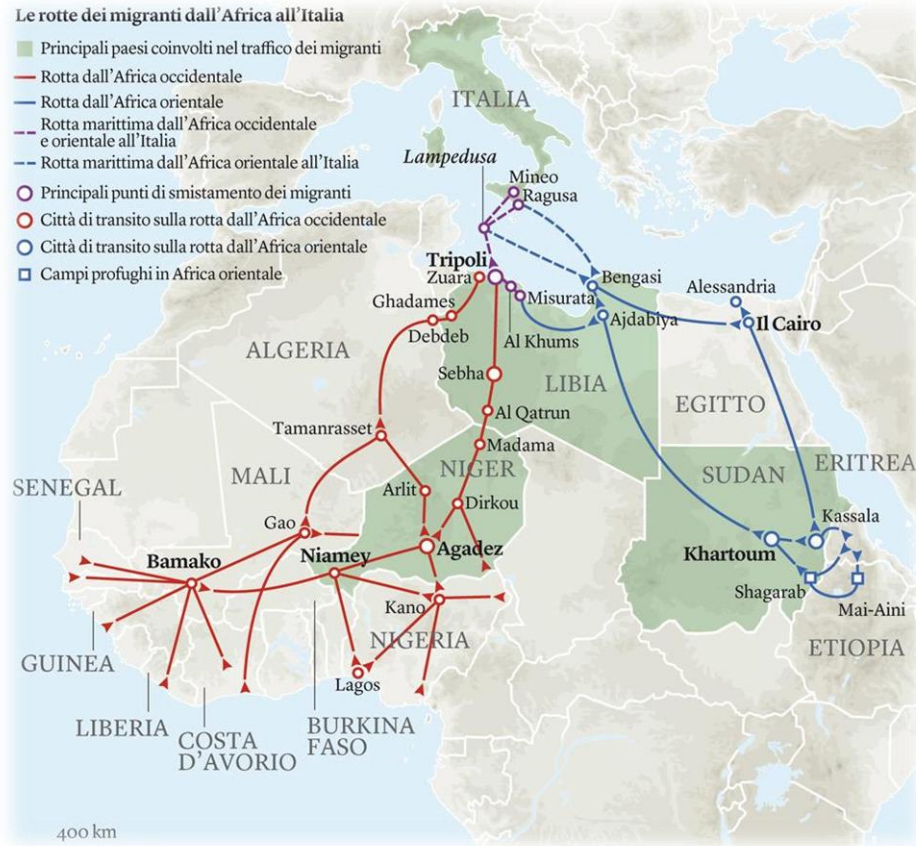 Le rotte dei migranti dall'Africa all'Italia
Principali paesi coinvolti nel traffico dei migranti
Rotta dall'Africa occidentale
Rotta dall'Africa orientale
Rotta marittima dall'Africa occidentale
e orientale all'Italia
Rotta marittima dall'Africa orientale all'Italia
Principali punti di smistamento dei migranti
Città di transito sulla rotta dall'Africa occidentale
Città di transito sulla rotta dall'Africa orientale
Campi profughi in Africa orientale
ITALIA
Lampedusa
Mineo
Ragusa
Tripoli
Zuara
Bengasi
Alessandria
Ghadames
Misurata
Debdeb
Al Khums
Ajdabiya
Il Cairo
ALGERIA
Sebha
LIBIA
EGITTO
Al Qatrun
Tamanrasset
Madama
MALI
NIGER
SUDAN
ERITREA
SENEGAL
Arlit
Dirkou
Gao
Kassala
Bamako
Niamey
Agadez
Khartoum
Shagarab
Kano
Mai-Aini
NIGERIA
ETIOPIA
GUINEA
Lagos
LIBERIA
COSTA
D'AVORIO
BURKINA
FASO
400 km